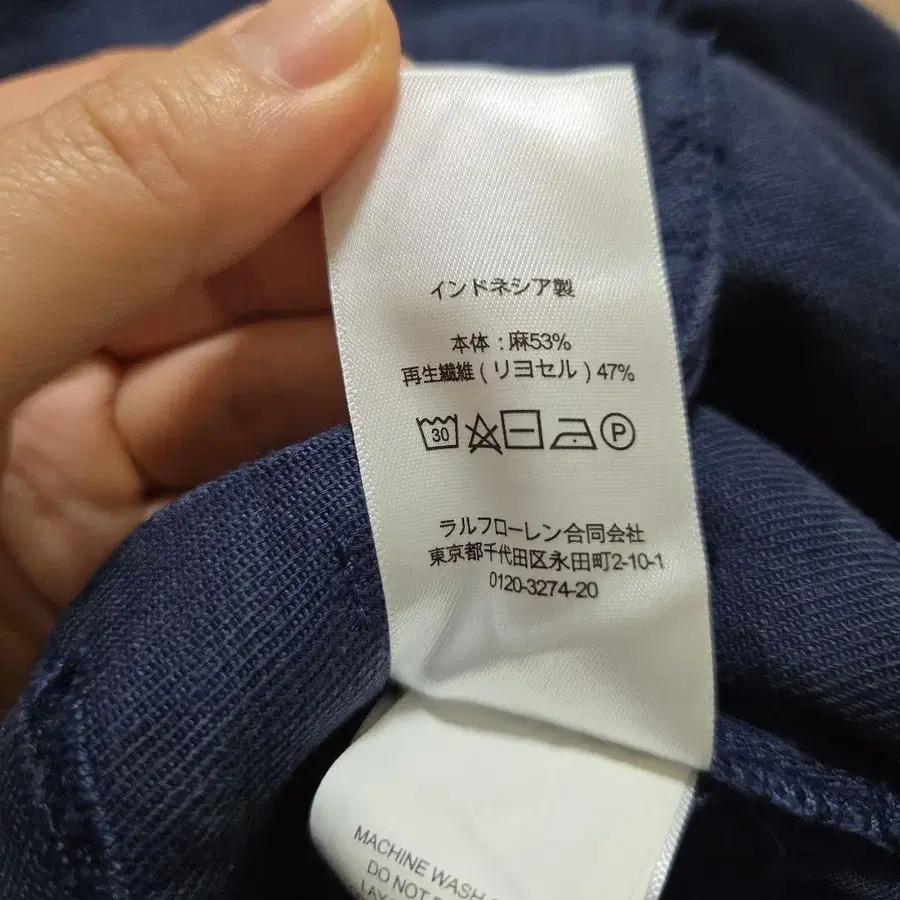 インドネシア製
本体 : 麻53%
再生繊維 ( リヨセル ) 47%
30 P
ラルフローレン合同会社
東京都千代田区永田町2-10-1
0120-3274-20
MACHINE WASH
DO NOT
LAY